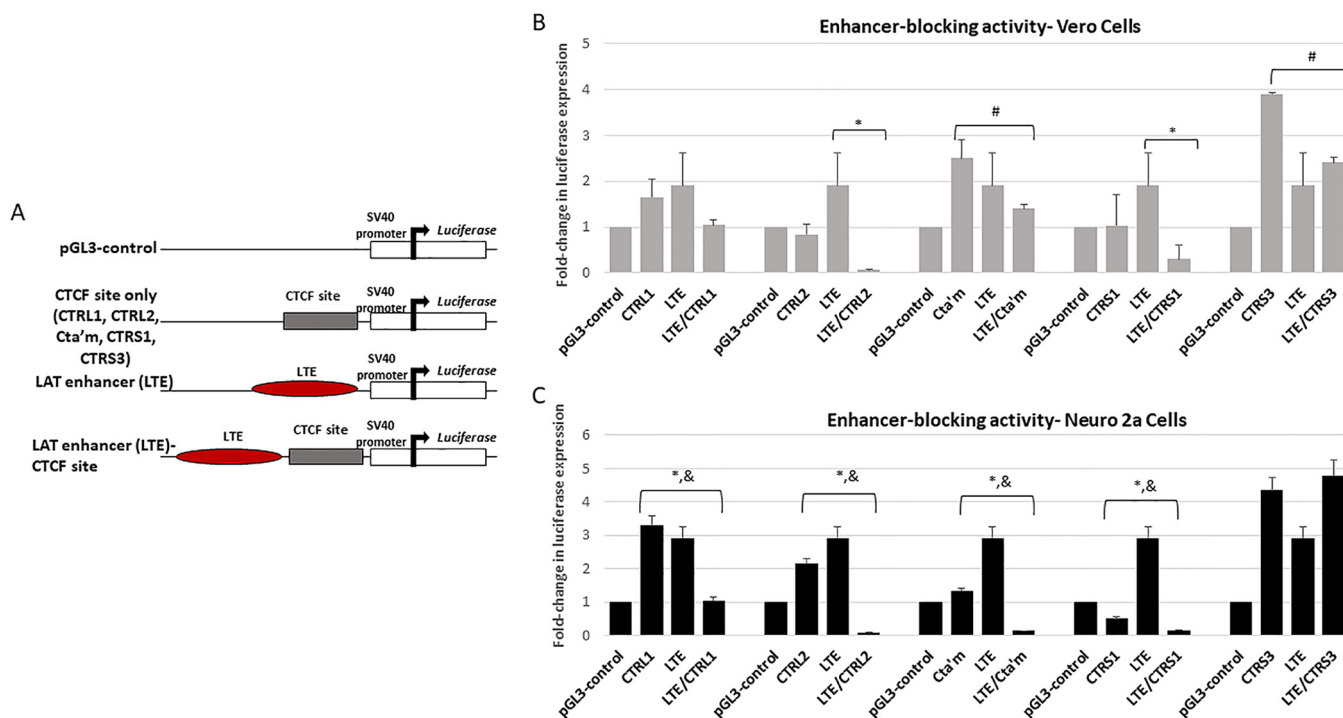 A
pGL3-control
SV40
promoter
Luciferase
CTCF site only
(CTRL1, CTRL2,
Cta'm, CTRS1,
CTRS3)
CTCF site
SV40
promoter
Luciferase
LAT enhancer (LTE)
LTE
SV40
promoter
Luciferase
LAT enhancer (LTE)-
CTCF site
LTE
CTCF site
SV40
promoter
Luciferase
B
Enhancer-blocking activity- Vero Cells
Fold-change in luciferase expression
5
4
3
2
1
0
*
#
*
#
pGL3-control
CTRL1
LTE
LTE/CTRL1
pGL3-control
CTRL2
LTE
LTE/CTRL2
pGL3-control
Cta'm
LTE
LTE/Cta'm
pGL3-control
CTRS1
LTE
LTE/CTRS1
pGL3-control
CTRS3
LTE
LTE/CTRS3
C
Enhancer-blocking activity- Neuro 2a Cells
Fold-change in luciferase expression
6
5
4
3
2
1
0
*,&
*,&
*,&
*,&
pGL3-control
CTRL1
LTE
LTE/CTRL1
pGL3-control
CTRL2
LTE
LTE/CTRL2
pGL3-control
Cta'm
LTE
LTE/Cta'm
pGL3-control
CTRS1
LTE
LTE/CTRS1
pGL3-control
CTRS3
LTE
LTE/CTRS3